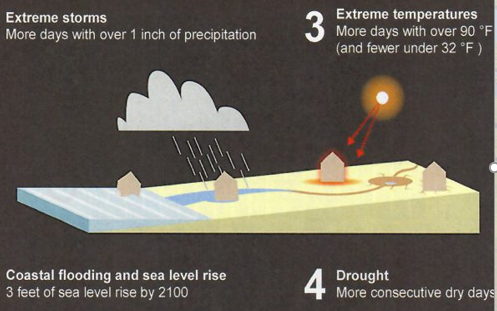 Extreme storms
More days with over 1 inch of precipitation
3
Extreme temperatures
More days with over 90 °F
(and fewer under 32 °F )
Coastal flooding and sea level rise
3 feet of sea level rise by 2100
4
Drought
More consecutive dry days